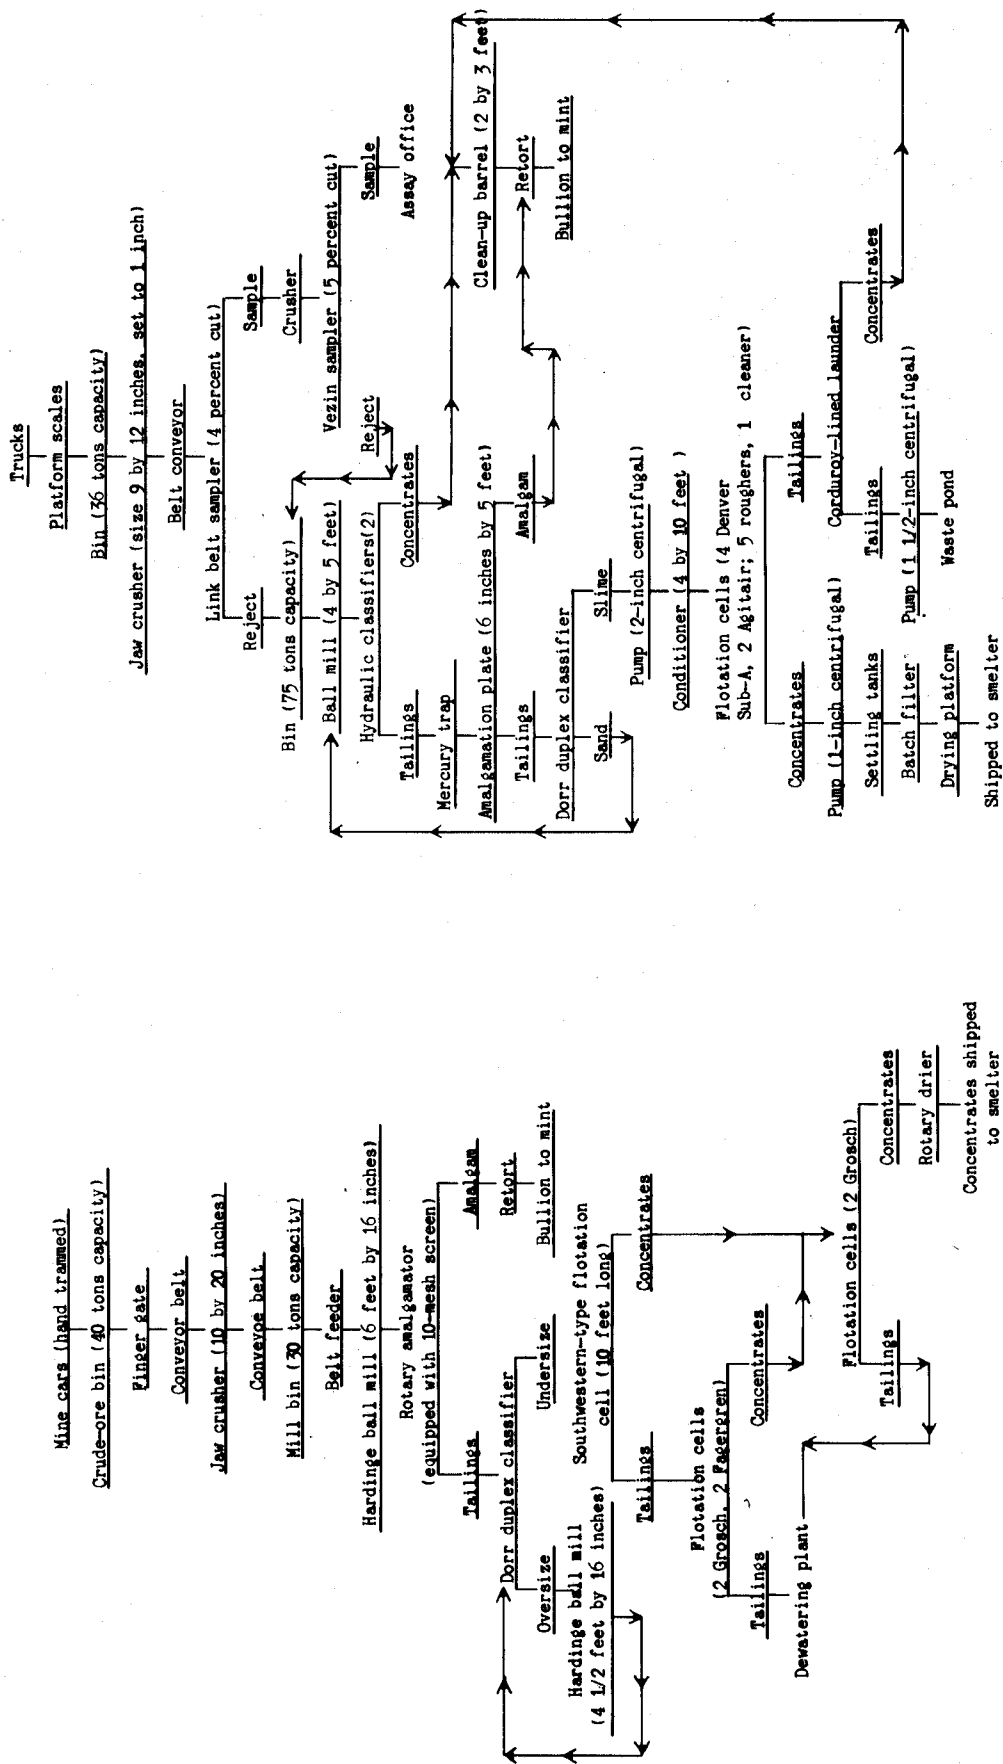 Mine cars (hand trammed)
Crude-ore bin (40 tons capacity)
Finger gate
Conveyor belt
Jaw crusher (10 by 20 inches)
Conveyoe belt
Mill bin (30 tons capacity)
Belt feeder
Hardinge ball mill (6 feet by 16 inches)
Rotary amalgamator
(equipped with 10-mesh screen)
Tailings
Amalgam
Dorr duplex classifier
Retort
Oversize
Undersize
Bullion to mint
Hardinge ball mill
(4 1/2 feet by 16 inches)
Southwestern-type flotation
cell (10 feet long)
Tailings
Concentrates
Flotation cells
(2 Grosch, 2 Fagergren)
Tailings
Concentrates
Dewatering plant
Flotation cells (2 Grosch)
Tailings
Concentrates
Rotary drier
Concentrates shipped
to smelter
Trucks
Platform scales
Bin (36 tons capacity)
Jaw crusher (size 9 by 12 inches, set to 1 inch)
Belt conveyor
Link belt sampler (4 percent cut)
Reject
Sample
Bin (75 tons capacity)
Crusher
Ball mill (4 by 5 feet)
Vezin sampler (5 percent cut)
Hydraulic classifiers(2)
Reject
Sample
Tailings
Concentrates
Assay office
Mercury trap
Amalgamation plate (6 inches by 5 feet)
Clean-up barrel (2 by 3 feet)
Tailings
Amalgam
Retort
Dorr duplex classifier
Bullion to mint
Sand
Slime
Pump (2-inch centrifugal)
Conditioner (4 by 10 feet )
Flotation cells (4 Denver
Sub-A, 2 Agitair; 5 roughers, 1 cleaner)
Concentrates
Tailings
Pump (1-inch centrifugal)
Corduroy-lined launder
Settling tanks
Tailings
Concentrates
Batch filter
Pump (1 1/2-inch centrifugal)
Drying platform
Waste pond
Shipped to smelter